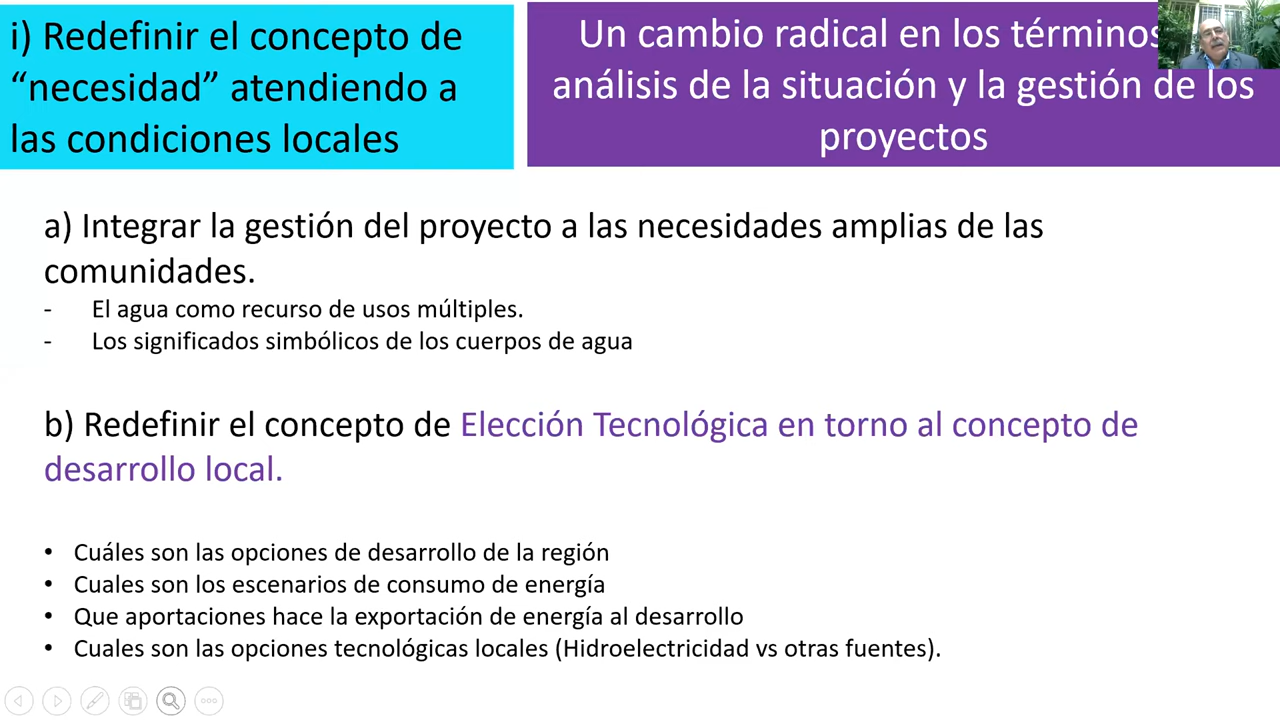 i) Redefinir el concepto de
“necesidad” atendiendo a
las condiciones locales
Un cambio radical en los términos
análisis de la situación y la gestión de los
proyectos
a) Integrar la gestión del proyecto a las necesidades amplias de las
comunidades.
- El agua como recurso de usos múltiples.
- Los significados simbólicos de los cuerpos de agua
b) Redefinir el concepto de Elección Tecnológica en torno al concepto de
desarrollo local.
• Cuáles son las opciones de desarrollo de la región
• Cuales son los escenarios de consumo de energía
• Que aportaciones hace la exportación de energía al desarrollo
• Cuales son las opciones tecnológicas locales (Hidroelectricidad vs otras fuentes).